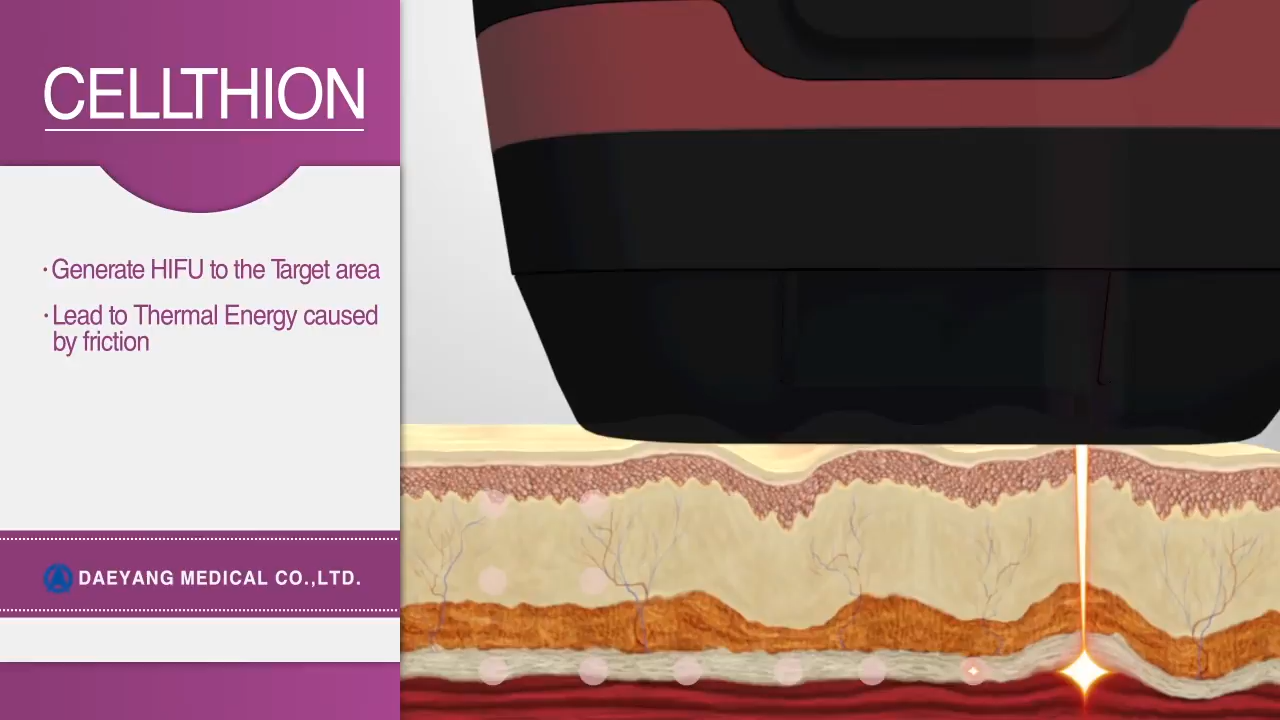 CELLTHION
·Generate HIFU to the Target area
·Lead to Thermal Energy caused
by friction
DAEYANG MEDICAL CO.,LTD.